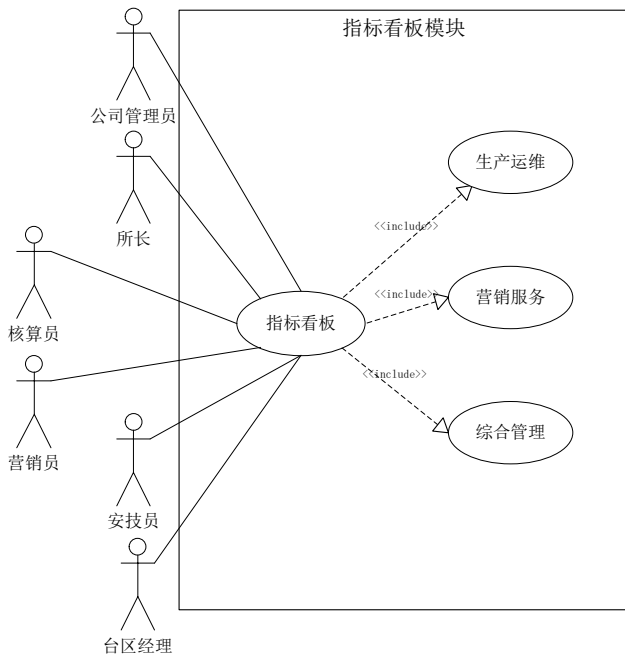 指标看板模块
公司管理员
生产运维
所长
<<include>>
核算员
<<include>>
营销服务
指标看板
<<include>>
营销员
综合管理
安技员
台区经理